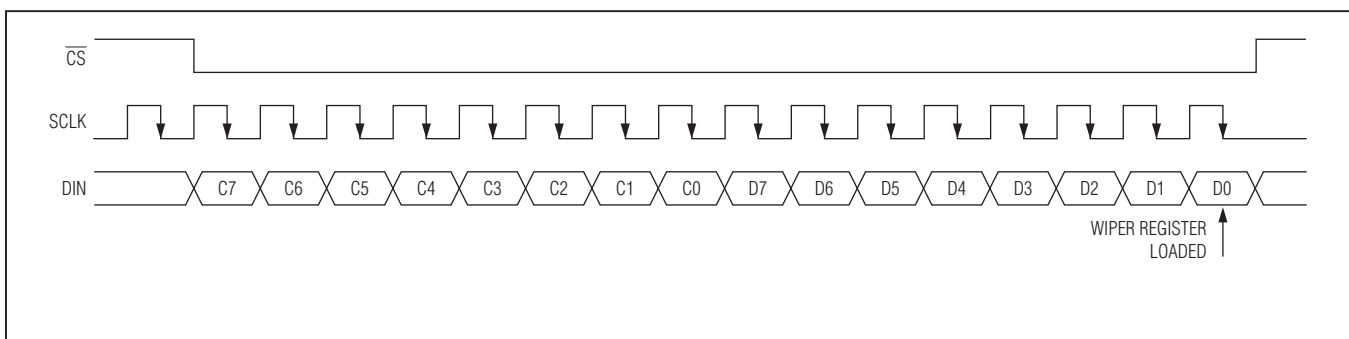 CS
SCLK
DIN C7 C6 C5 C4 C3 C2 C1 C0 D7 D6 D5 D4 D3 D2 D1 D0
WIPER REGISTER
LOADED